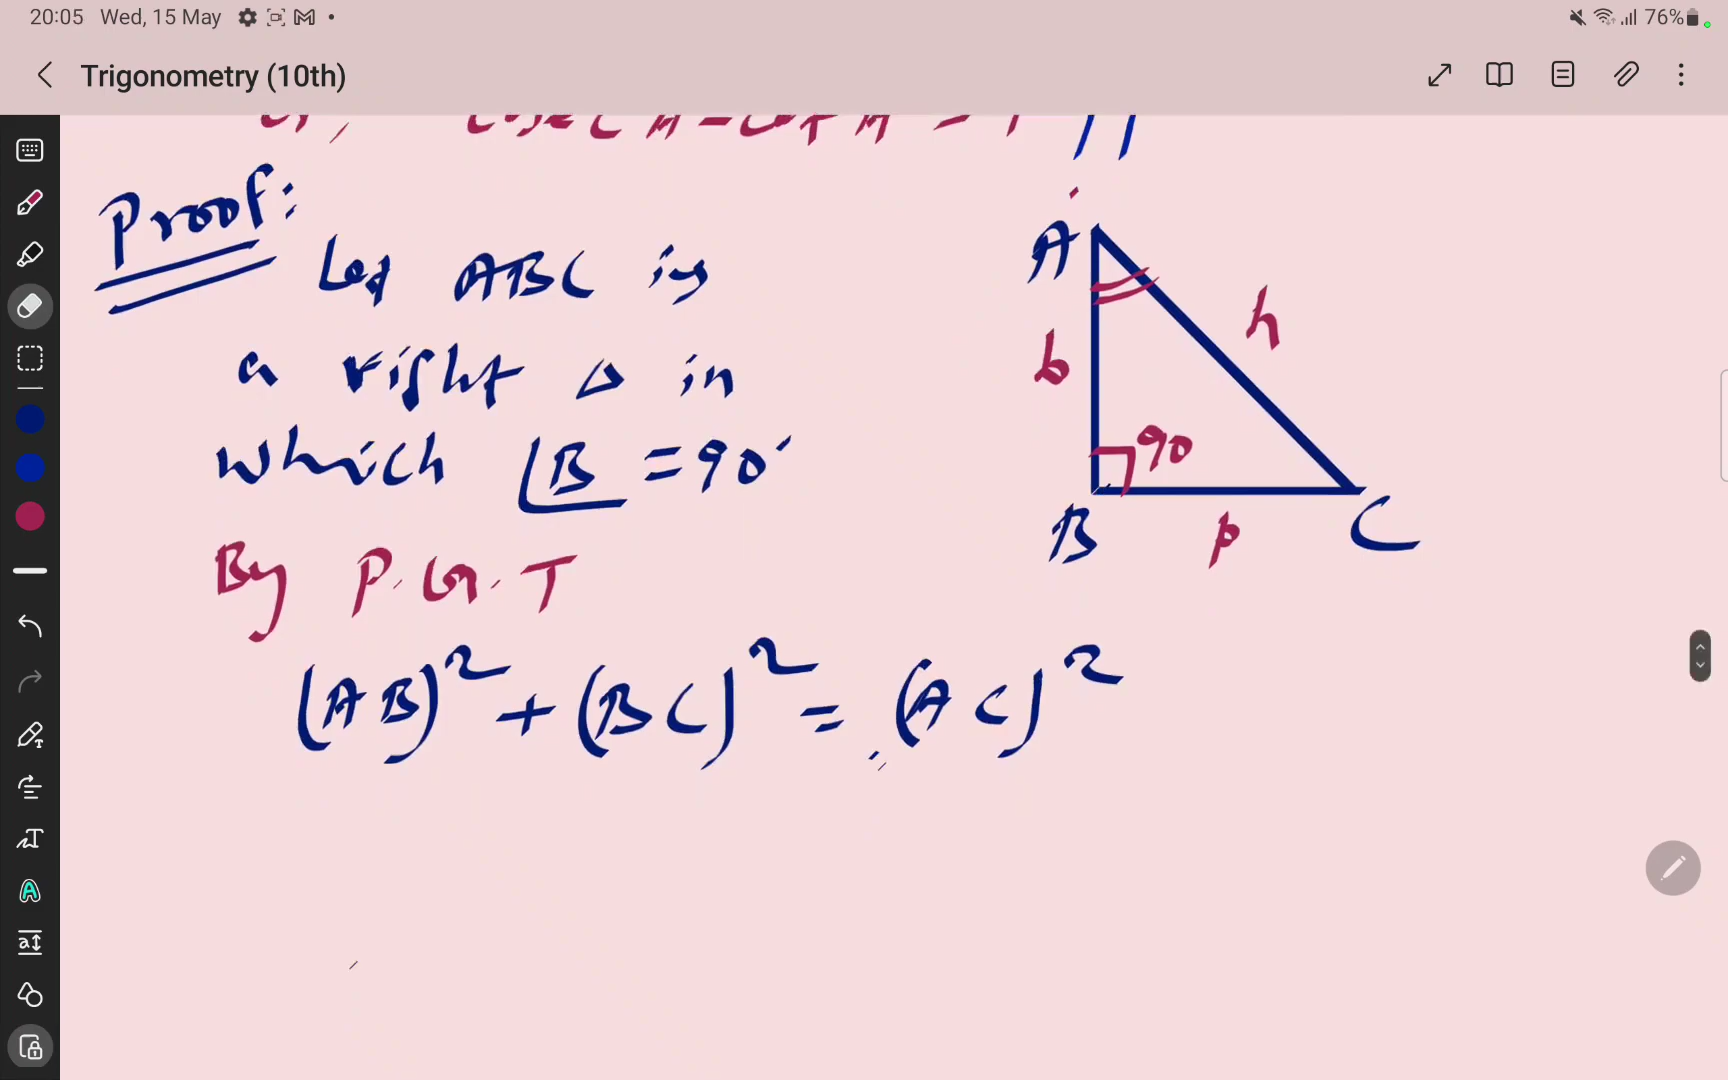 20:05 Wed, 15 May 76%
Trigonometry (10th)
Proof:
Let ABC is
a right Δ in
which ∠B = 90°
By P.G.T
(AB)² + (BC)² = (AC)²
A
h
b
90
B
p
C